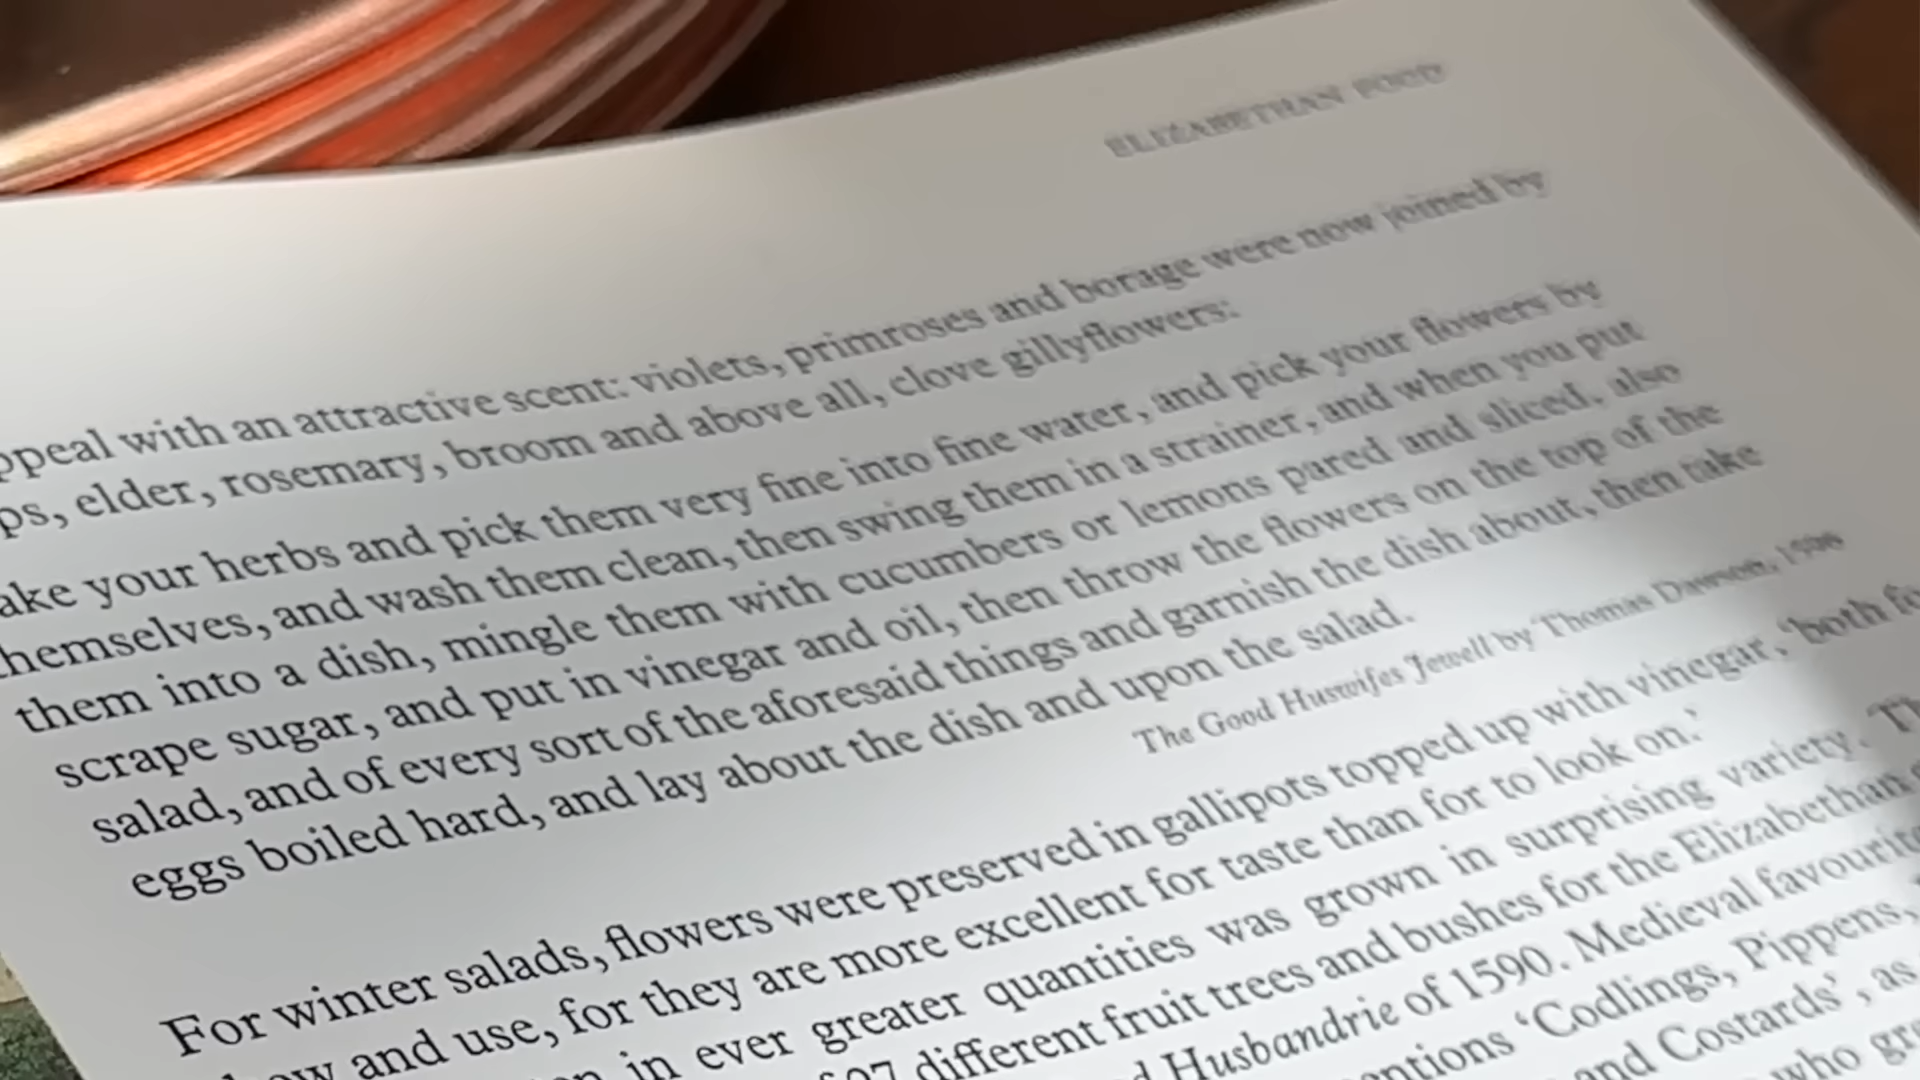 ELIZABETHAN FOOD
ppeal with an attractive scent: violets, primroses and borage were now joined by
ps, elder, rosemary, broom and above all, clove gillyflowers:
ake your herbs and pick them very fine into fine water, and pick your flowers by
hemselves, and wash them clean, then swing them in a strainer, and when you put
them into a dish, mingle them with cucumbers or lemons pared and sliced, also
scrape sugar, and put in vinegar and oil, then throw the flowers on the top of the
salad, and of every sort of the aforesaid things and garnish the dish about, then take
eggs boiled hard, and lay about the dish and upon the salad.
The Good Huswifes Jewell by Thomas Dawson, 1596
For winter salads, flowers were preserved in gallipots topped up with vinegar, 'both fo
how and use, for they are more excellent for taste than for to look on.'
in ever greater quantities was grown in surprising variety. Th
different fruit trees and bushes for the Elizabethan
d Husbandrie of 1590. Medieval favourite
entions 'Codlings, Pippens,
and Costards', as
who gr